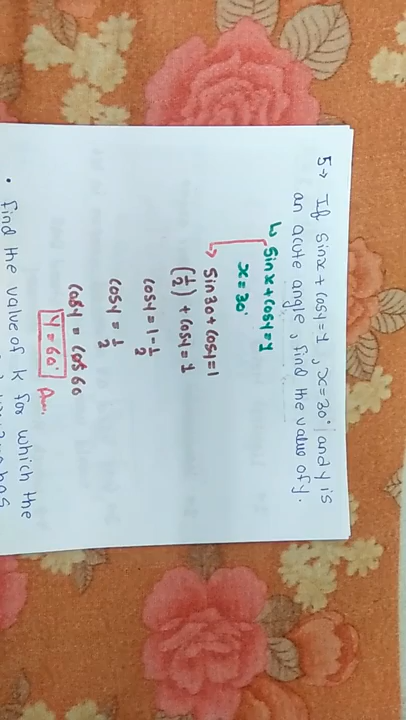 5→ If sinx + cosy = 1, x = 30° and y is
an acute angle, find the value of y.
↳ sinx + cosy = 1
x = 30°
→ sin30 + cosy = 1
(1/2) + cosy = 1
cosy = 1 - 1/2
cosy = 1/2
cosy = cos 60
y = 60° Ans.
• find the value of k for which the